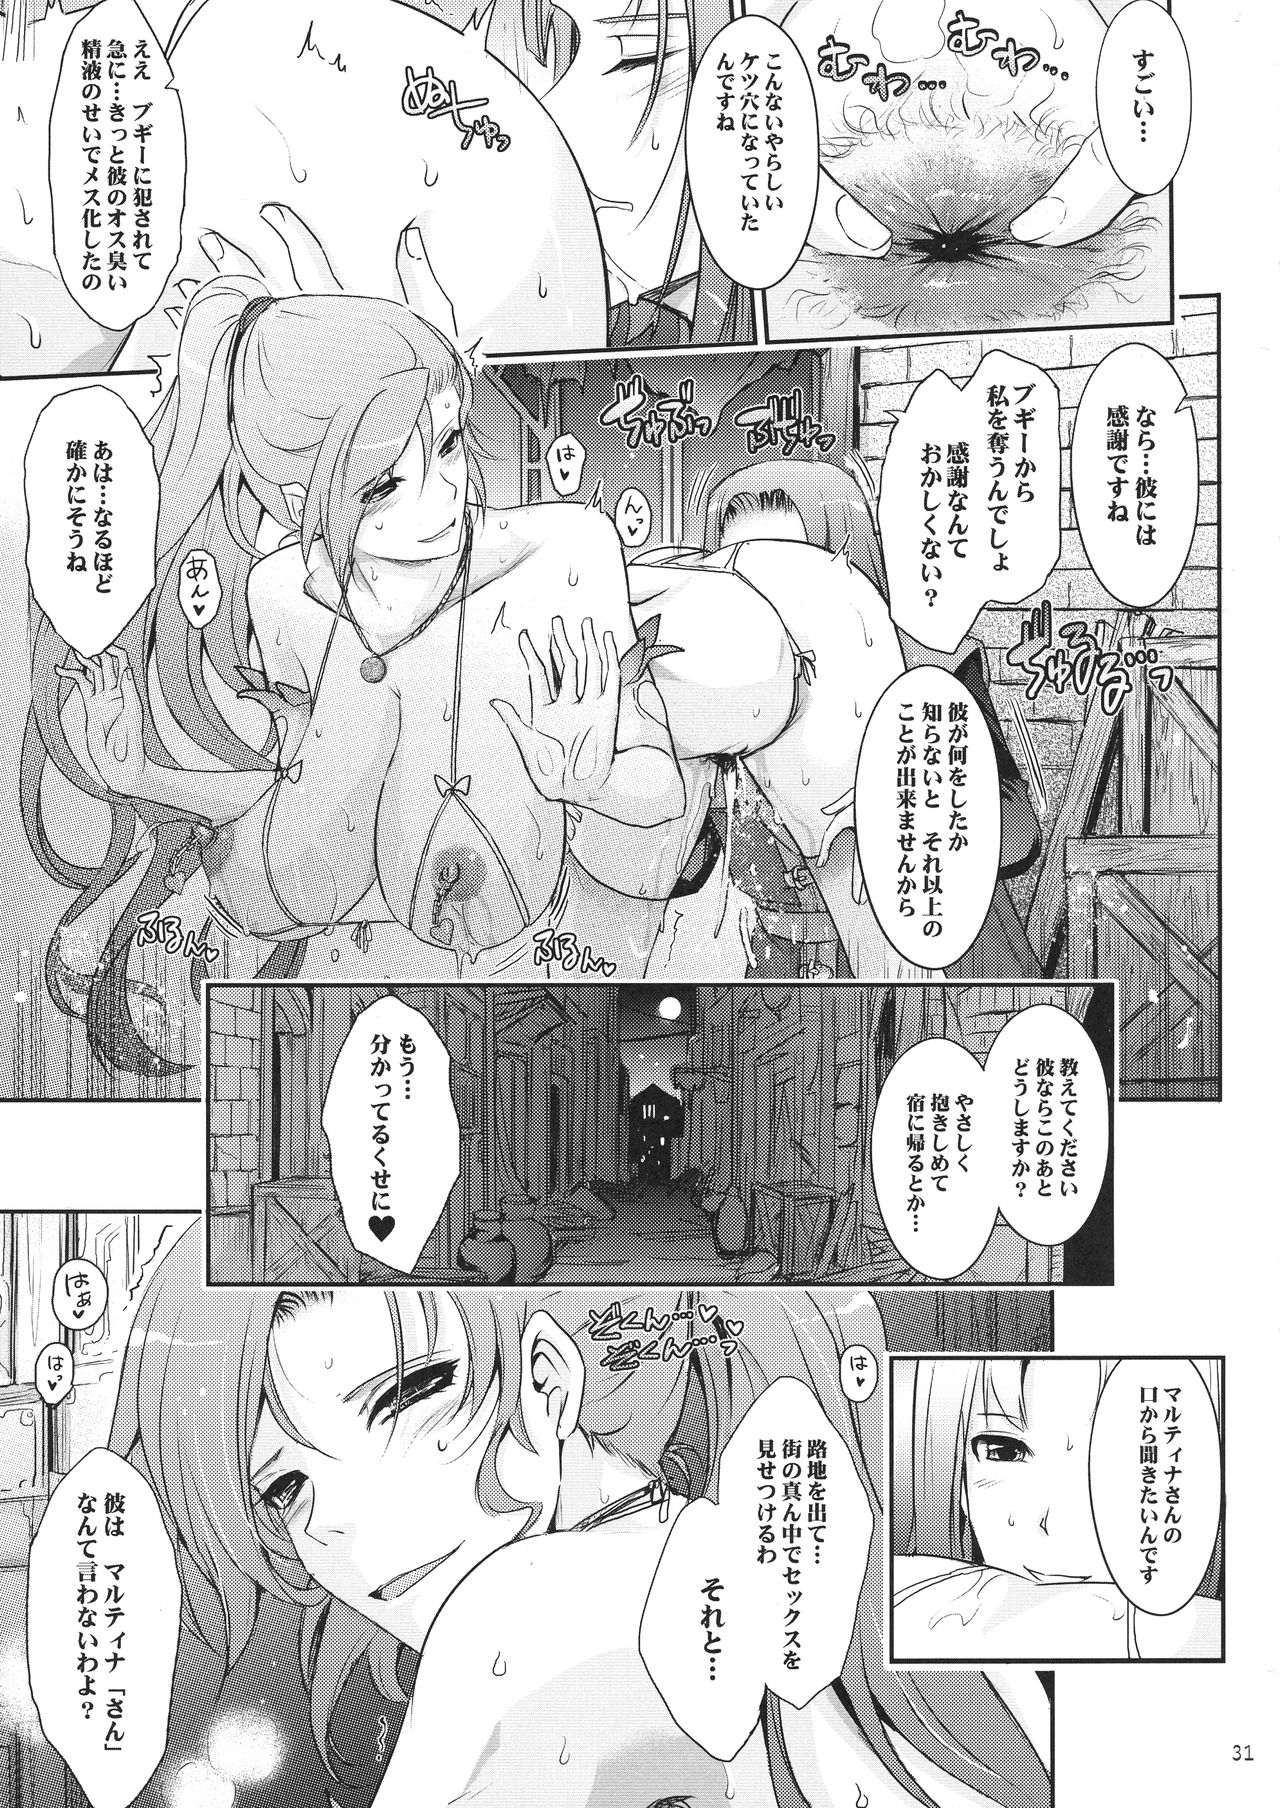 すごい…
むわ…
むわ…
こんないやらしい
ケツ穴になっていた
んですね
ええ ブギーに犯されて
急に…きっと彼のオス臭い
精液のせいでメス化したの
なら…彼には
感謝ですね
ブギーから
私を奪うんでしょ
感謝なんて
おかしくない?
はっ♥
んっ♥
あん♥
あは…なるほど
確かにそうね
彼が何をしたか
知らないと それ以上の
ことが出来ませんから
ぶるん♥
ぶるん♥
教えてください
彼ならこのあと
どうしますか?
やさしく
抱きしめて
宿に帰るとか…
もう…
分かってるくせに♥
マルティナさんの
口から聞きたいんです
はっ♥
ぞくん…♥
ぞくん…♥
路地を出て…
街の真ん中でセックスを
見せつけるわ
それと…
はぁ♥
はっ♥
彼は マルティナ「さん」
なんて言わないわよ?
31